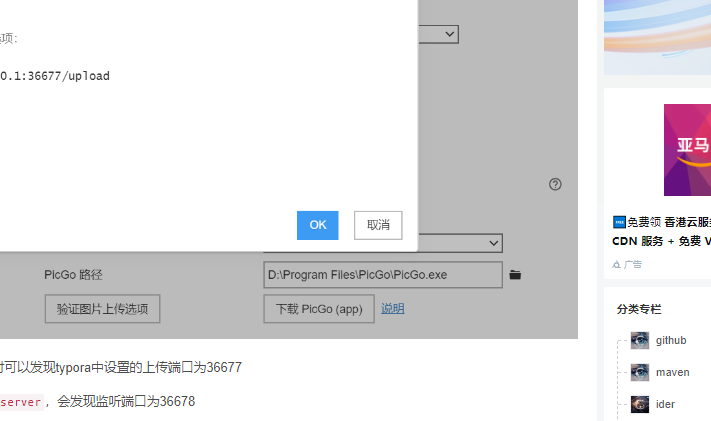 选项：
0.1:36677/upload
OK
取消
PicGo 路径
D:\Program Files\PicGo\PicGo.exe
验证图片上传选项
下载 PicGo (app)
说明
可以发现typora中设置的上传端口为36677
server，会发现监听端口为36678
亚马
免费领 香港云服
CDN 服务 + 免费 V
广告
分类专栏
github
maven
ider